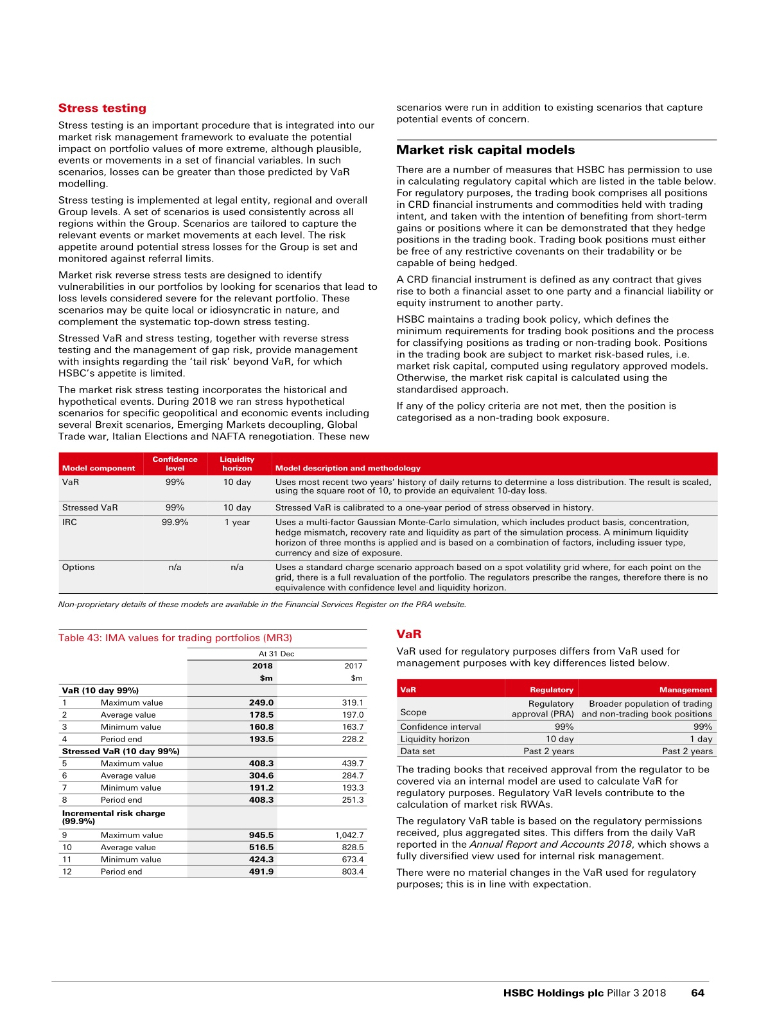 Stress testing
Stress testing is an important procedure that is integrated into our
market risk management framework to evaluate the potential
impact on portfolio values of more extreme, although plausible,
events or movements in a set of financial variables. In such
scenarios, losses can be greater than those predicted by VaR
modelling.
Stress testing is implemented at legal entity, regional and overall
Group levels. A set of scenarios is used consistently across all
regions within the Group. Scenarios are tailored to capture the
relevant events or market movements at each level. The risk
appetite around potential stress losses for the Group is set and
monitored against referral limits.
Market risk reverse stress tests are designed to identify
vulnerabilities in our portfolios by looking for scenarios that lead to
loss levels considered severe for the relevant portfolio. These
scenarios may be quite local or idiosyncratic in nature, and
complement the systematic top-down stress testing.
Stressed VaR and stress testing, together with reverse stress
testing and the management of gap risk, provide management
with insights regarding the ‘tail risk’ beyond VaR, for which
HSBC’s appetite is limited.
The market risk stress testing incorporates the historical and
hypothetical events. During 2018 we ran stress hypothetical
scenarios for specific geopolitical and economic events including
several Brexit scenarios, Emerging Markets decoupling, Global
Trade war, Italian Elections and NAFTA renegotiation. These new
scenarios were run in addition to existing scenarios that capture
potential events of concern.
Market risk capital models
There are a number of measures that HSBC has permission to use
in calculating regulatory capital which are listed in the table below.
For regulatory purposes, the trading book comprises all positions
in CRD financial instruments and commodities held with trading
intent, and taken with the intention of benefiting from short-term
gains or positions where it can be demonstrated that they hedge
positions in the trading book. Trading book positions must either
be free of any restrictive covenants on their tradability or be
capable of being hedged.
A CRD financial instrument is defined as any contract that gives
rise to both a financial asset to one party and a financial liability or
equity instrument to another party.
HSBC maintains a trading book policy, which defines the
minimum requirements for trading book positions and the process
for classifying positions as trading or non-trading book. Positions
in the trading book are subject to market risk-based rules, i.e.
market risk capital, computed using regulatory approved models.
Otherwise, the market risk capital is calculated using the
standardised approach.
If any of the policy criteria are not met, then the position is
categorised as a non-trading book exposure.
Model component Confidence level Liquidity horizon Model description and methodology
VaR 99% 10 day Uses most recent two years’ history of daily returns to determine a loss distribution. The result is scaled,
using the square root of 10, to provide an equivalent 10-day loss.
Stressed VaR 99% 10 day Stressed VaR is calibrated to a one-year period of stress observed in history.
IRC 99.9% 1 year Uses a multi-factor Gaussian Monte-Carlo simulation, which includes product basis, concentration,
hedge mismatch, recovery rate and liquidity as part of the simulation process. A minimum liquidity
horizon of three months is applied and is based on a combination of factors, including issuer type,
currency and size of exposure.
Options n/a n/a Uses a standard charge scenario approach based on a spot volatility grid where, for each point on the
grid, there is a full revaluation of the portfolio. The regulators prescribe the ranges, therefore there is no
equivalence with confidence level and liquidity horizon.
Non-proprietary details of these models are available in the Financial Services Register on the PRA website.
Table 43: IMA values for trading portfolios (MR3)
At 31 Dec
2018 2017
$m $m
VaR (10 day 99%)
1 Maximum value 249.0 319.1
2 Average value 178.5 197.0
3 Minimum value 160.8 163.7
4 Period end 193.5 228.2
Stressed VaR (10 day 99%)
5 Maximum value 408.3 439.7
6 Average value 304.6 284.7
7 Minimum value 191.2 193.3
8 Period end 408.3 251.3
Incremental risk charge
(99.9%)
9 Maximum value 945.5 1,042.7
10 Average value 516.5 828.5
11 Minimum value 424.3 673.4
12 Period end 491.9 803.4
VaR
VaR used for regulatory purposes differs from VaR used for
management purposes with key differences listed below.
VaR Regulatory Management
Scope Regulatory approval (PRA) Broader population of trading and non-trading book positions
Confidence interval 99% 99%
Liquidity horizon 10 day 1 day
Data set Past 2 years Past 2 years
The trading books that received approval from the regulator to be
covered via an internal model are used to calculate VaR for
regulatory purposes. Regulatory VaR levels contribute to the
calculation of market risk RWAs.
The regulatory VaR table is based on the regulatory permissions
received, plus aggregated sites. This differs from the daily VaR
reported in the Annual Report and Accounts 2018, which shows a
fully diversified view used for internal risk management.
There were no material changes in the VaR used for regulatory
purposes; this is in line with expectation.
HSBC Holdings plc Pillar 3 2018 64